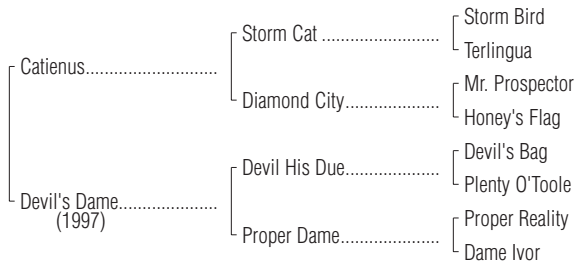 Storm Bird
Storm Cat ........................
Terlingua
Catienus...........................
Mr. Prospector
Diamond City...................
Honey's Flag
Devil's Bag
Devil His Due...................
Plenty O'Toole
Devil's Dame....................
(1997)
Proper Reality
Proper Dame....................
Dame Ivor